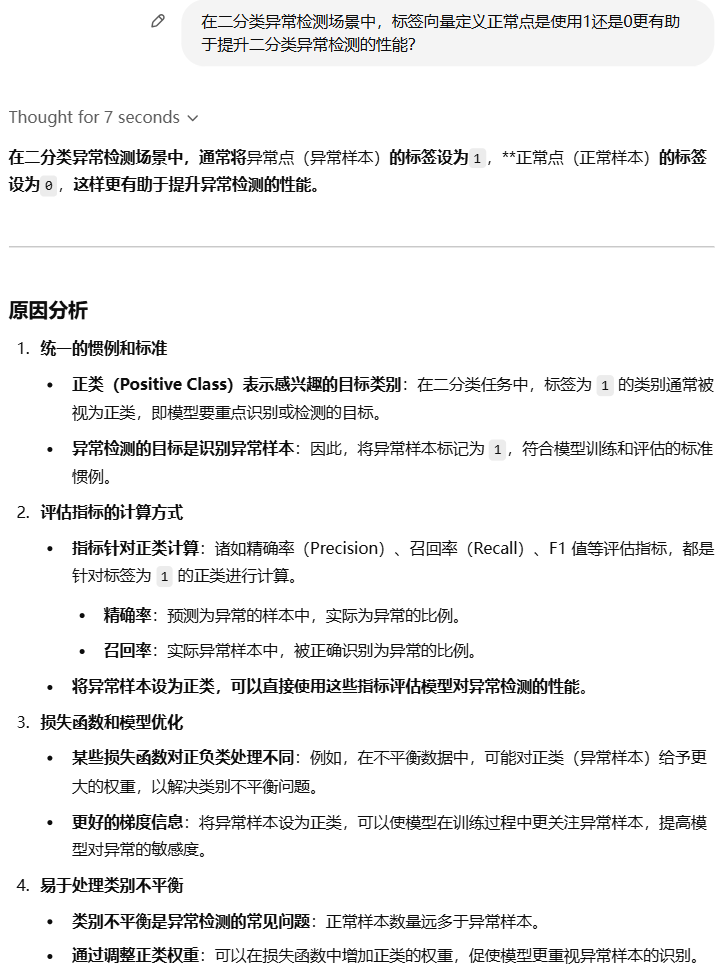 在二分类异常检测场景中，标签向量定义正常点是使用1还是0更有助
于提升二分类异常检测的性能？
Thought for 7 seconds
在二分类异常检测场景中，通常将异常点（异常样本）的标签设为 1，**正常点（正常样本）的标签
设为 0，这样更有助于提升异常检测的性能。
原因分析
1. 统一的惯例和标准
• 正类（Positive Class）表示感兴趣的目标类别：在二分类任务中，标签为 1 的类别通常被
视为正类，即模型要重点识别或检测的目标。
• 异常检测的目标是识别异常样本：因此，将异常样本标记为 1，符合模型训练和评估的标准
惯例。
2. 评估指标的计算方式
• 指标针对正类计算：诸如精确率（Precision）、召回率（Recall）、F1 值等评估指标，都是
针对标签为 1 的正类进行计算。
• 精确率：预测为异常的样本中，实际为异常的比例。
• 召回率：实际异常样本中，被正确识别为异常的比例。
• 将异常样本设为正类，可以直接使用这些指标评估模型对异常检测的性能。
3. 损失函数和模型优化
• 某些损失函数对正负类处理不同：例如，在不平衡数据中，可能对正类（异常样本）给予更
大的权重，以解决类别不平衡问题。
• 更好的梯度信息：将异常样本设为正类，可以使模型在训练过程中更关注异常样本，提高模
型对异常的敏感度。
4. 易于处理类别不平衡
• 类别不平衡是异常检测的常见问题：正常样本数量远多于异常样本。
• 通过调整正类权重：可以在损失函数中增加正类的权重，促使模型更重视异常样本的识别。